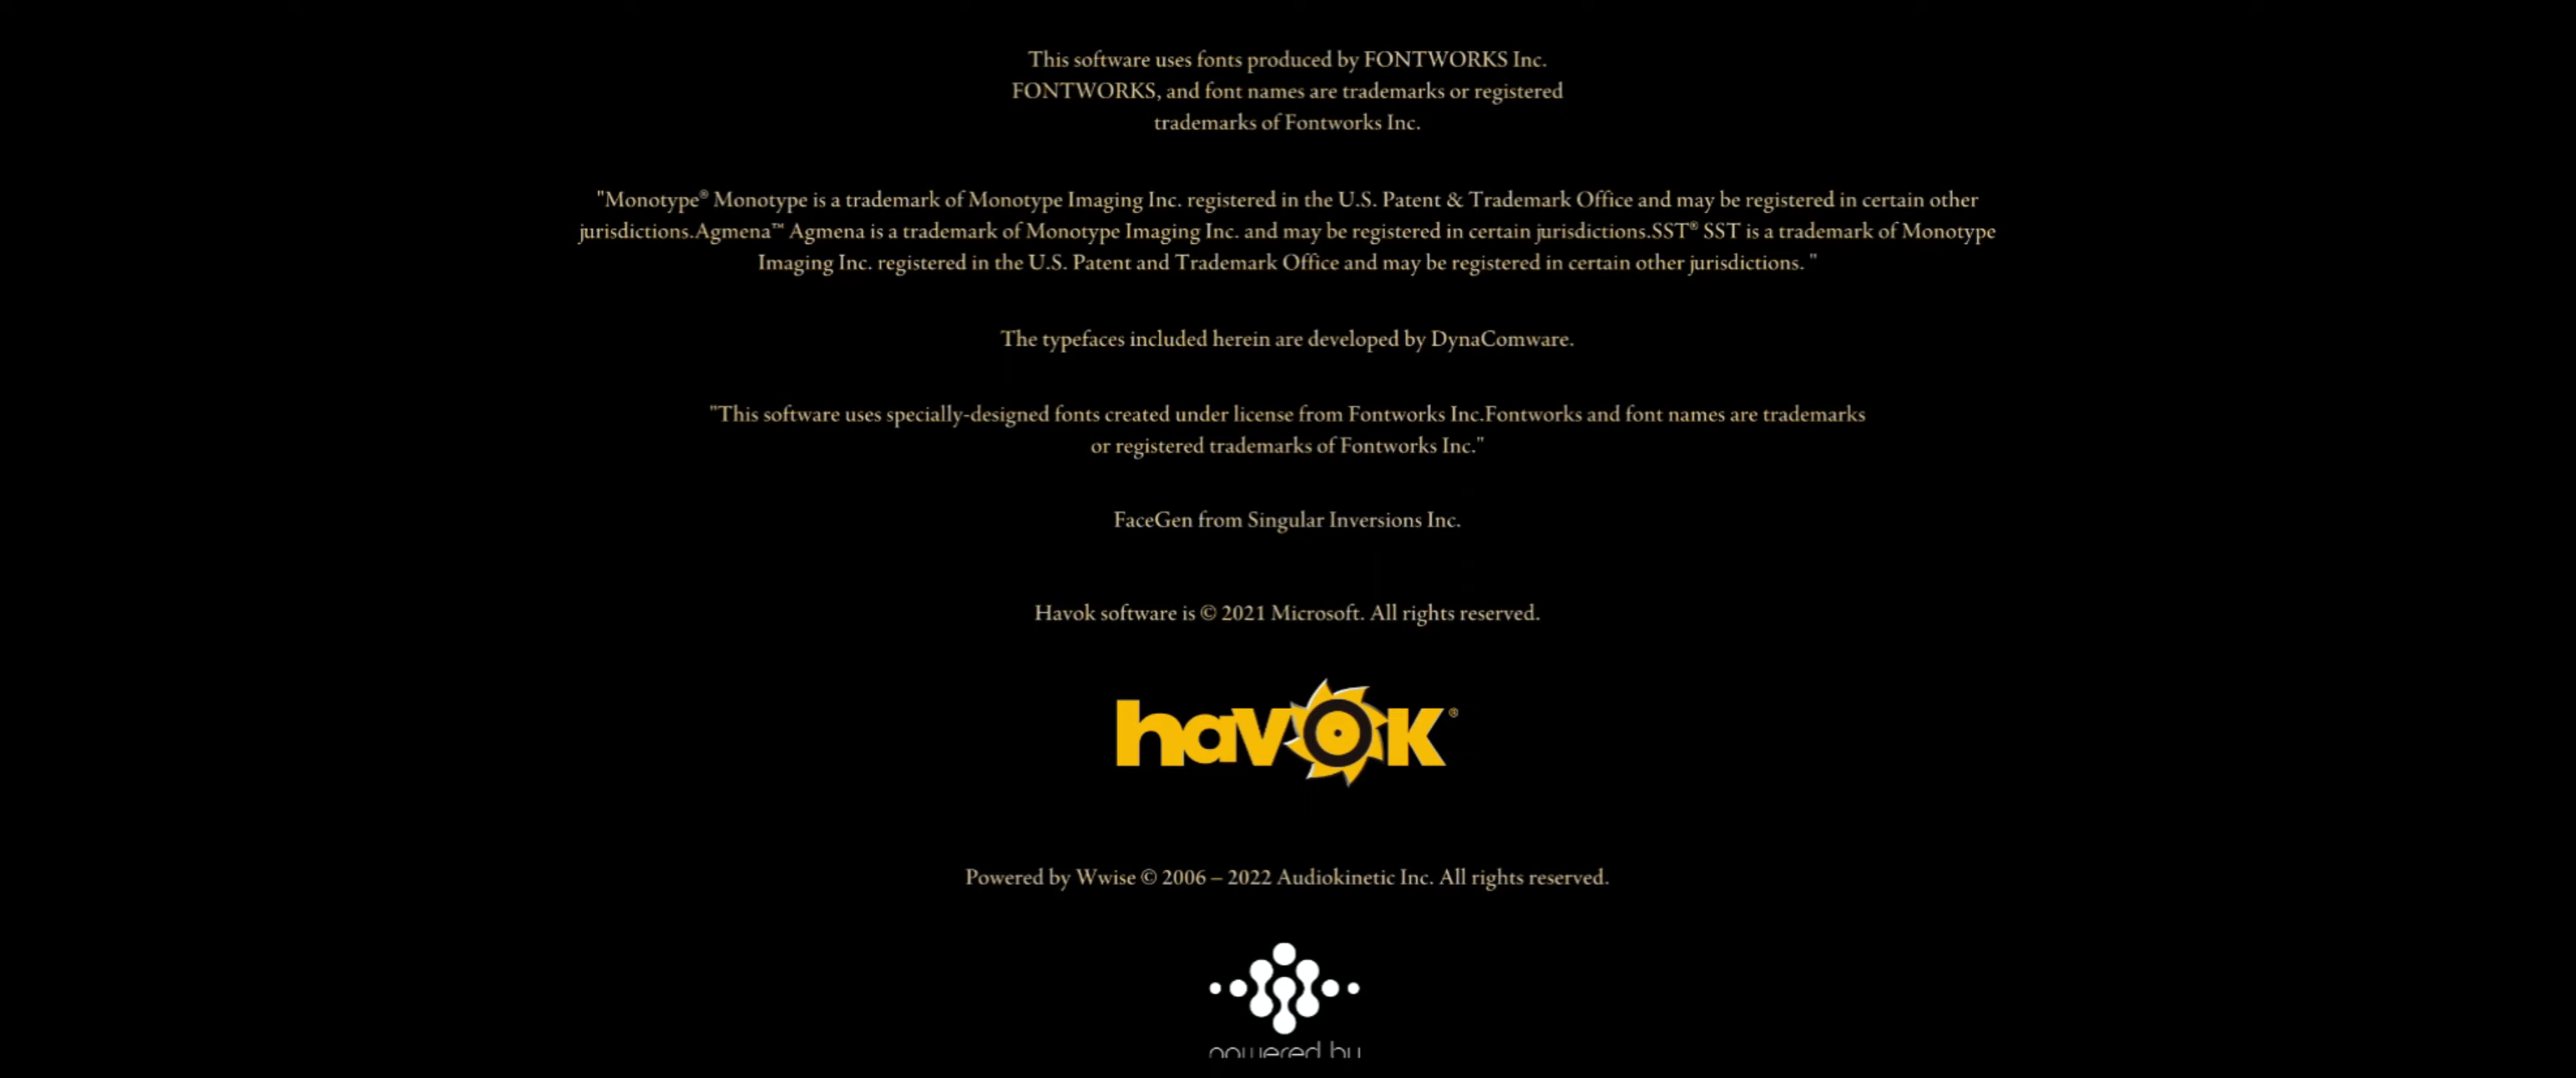 This software uses fonts produced by FONTWORKS Inc.
FONTWORKS, and font names are trademarks or registered
trademarks of Fontworks Inc.
"Monotype® Monotype is a trademark of Monotype Imaging Inc. registered in the U.S. Patent & Trademark Office and may be registered in certain other
jurisdictions.Agmena™ Agmena is a trademark of Monotype Imaging Inc. and may be registered in certain jurisdictions.SST® SST is a trademark of Monotype
Imaging Inc. registered in the U.S. Patent and Trademark Office and may be registered in certain other jurisdictions. "
The typefaces included herein are developed by DynaComware.
"This software uses specially-designed fonts created under license from Fontworks Inc.Fontworks and font names are trademarks
or registered trademarks of Fontworks Inc."
FaceGen from Singular Inversions Inc.
Havok software is © 2021 Microsoft. All rights reserved.
havok®
Powered by Wwise © 2006 – 2022 Audiokinetic Inc. All rights reserved.
powered by